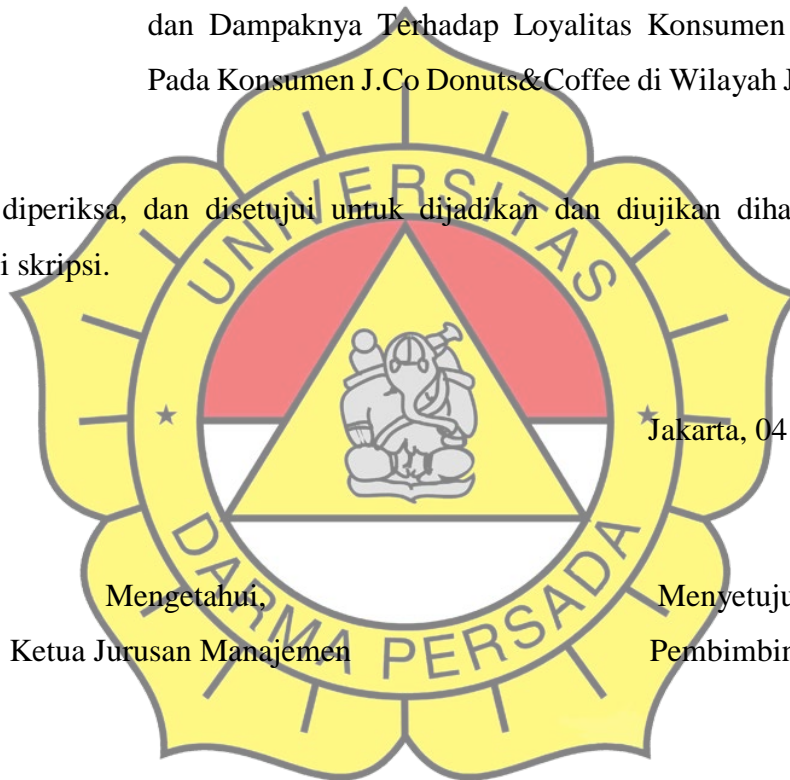 dan Dampaknya Terhadap Loyalitas Konsumen
Pada Konsumen J.Co Donuts&Coffee di Wilayah J
diperiksa, dan disetujui untuk dijadikan dan diujikan diha
i skripsi.
UNIVERSITAS
Jakarta, 04
DARMA PERSADA
Mengetahui,
Menyetuju
Ketua Jurusan Manajemen
Pembimbin